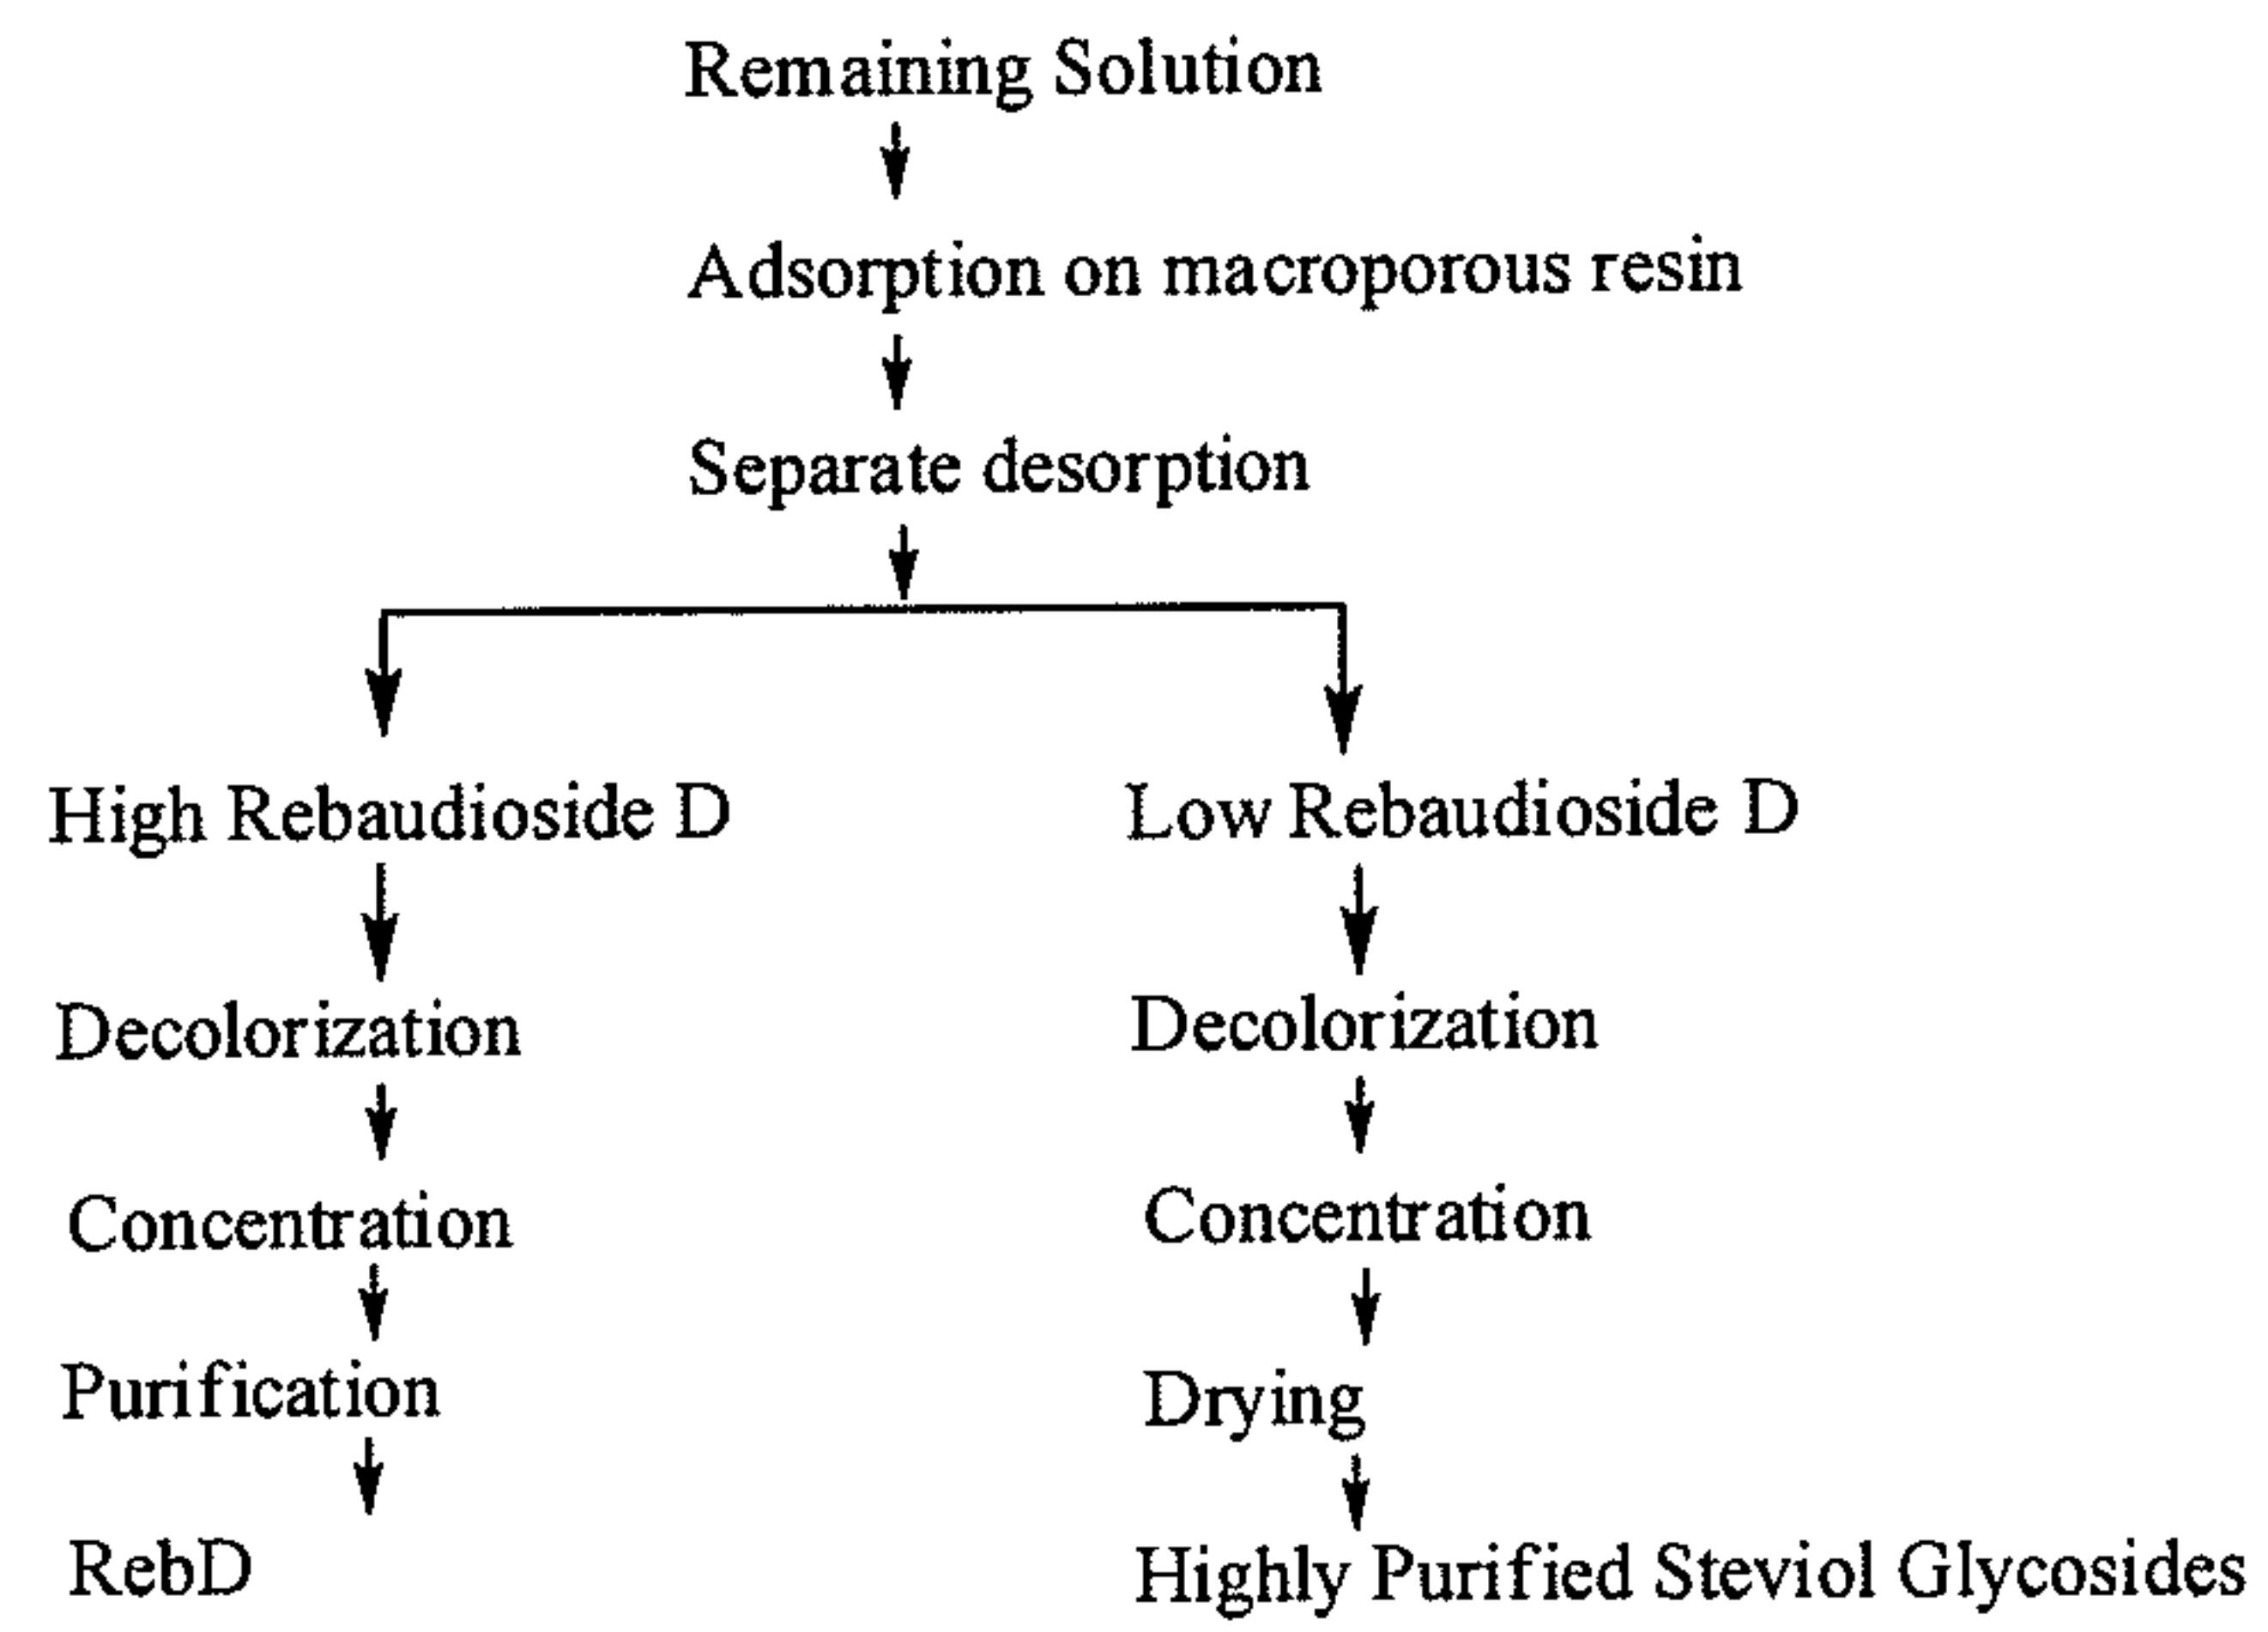 Remaining Solution
Adsorption on macroporous resin
Separate desorption
High Rebaudioside D
Low Rebaudioside D
Decolorization
Decolorization
Concentration
Concentration
Purification
Drying
RebD
Highly Purified Steviol Glycosides